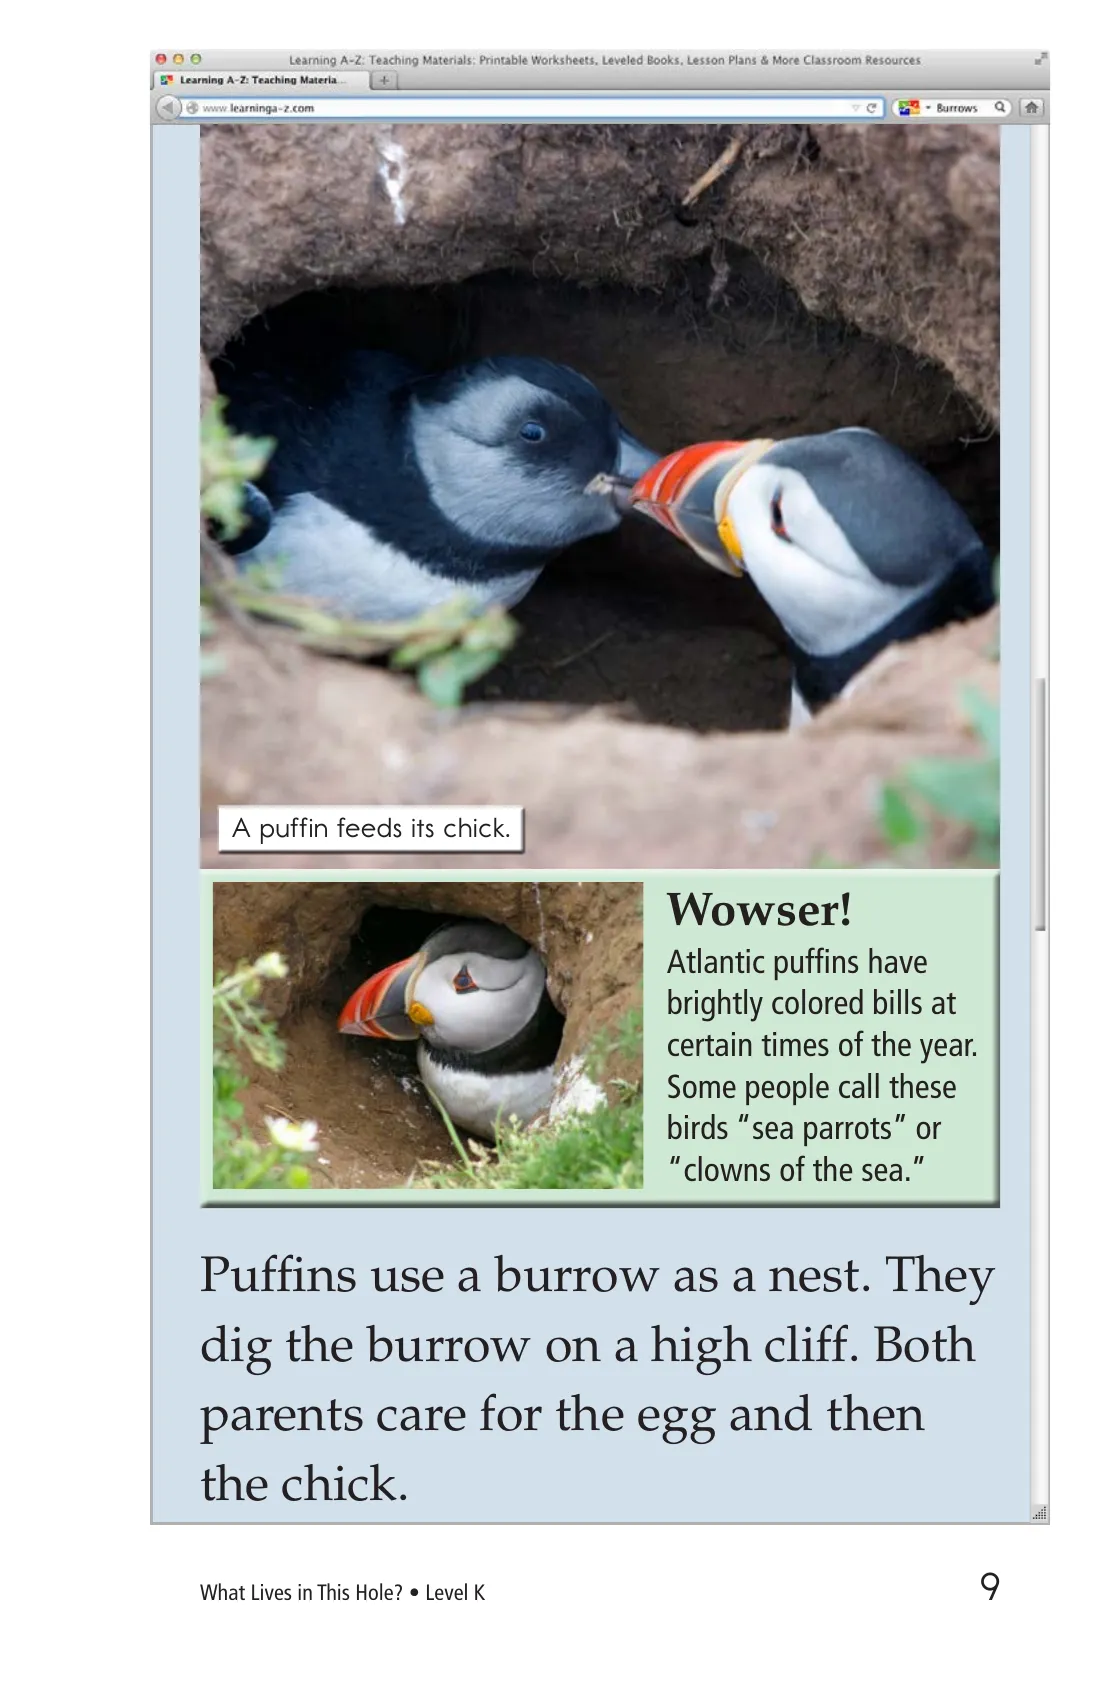 Learning A-Z: Teaching Materials: Printable Worksheets, Leveled Books, Lesson Plans & More Classroom Resources
Learning A-Z: Teaching Materia...
www.learninga-z.com
Burrows
A puffin feeds its chick.
Wowser!
Atlantic puffins have
brightly colored bills at
certain times of the year.
Some people call these
birds “sea parrots” or
“clowns of the sea.”
Puffins use a burrow as a nest. They
dig the burrow on a high cliff. Both
parents care for the egg and then
the chick.
What Lives in This Hole? • Level K
9